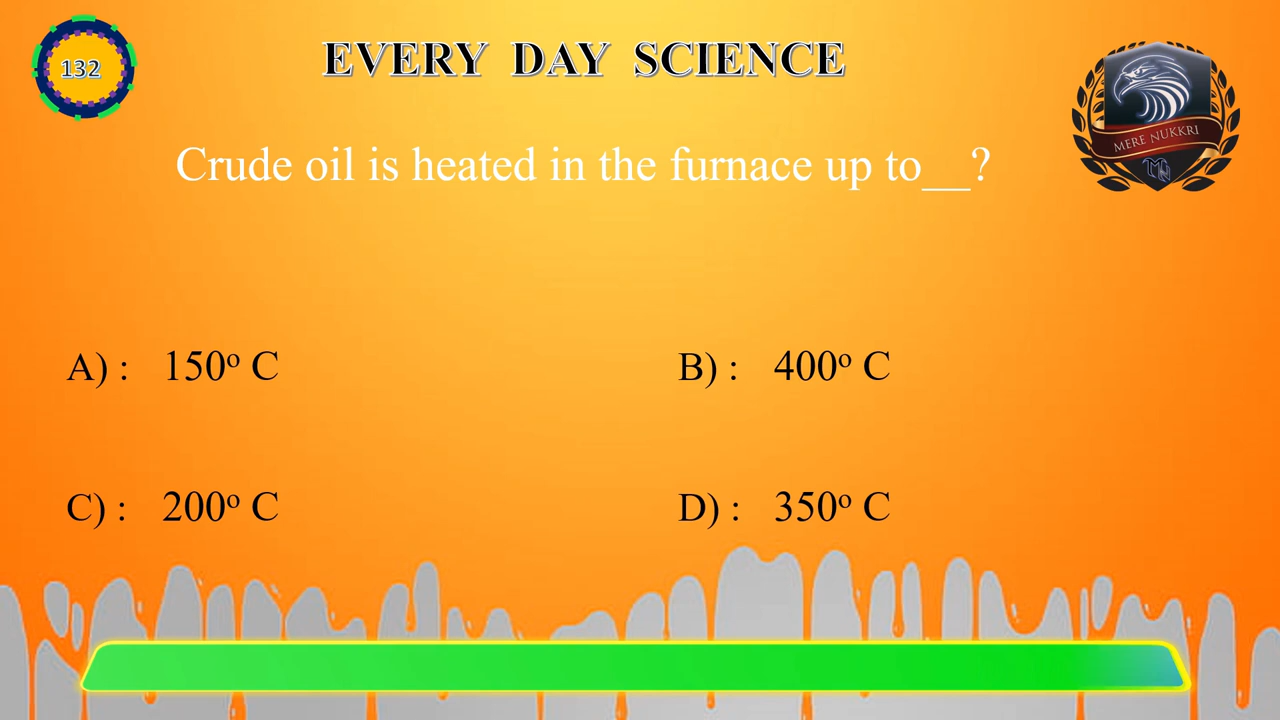 132
EVERY DAY SCIENCE
MERE NUKKRI
MN
Crude oil is heated in the furnace up to__?
A) : 150º C
B) : 400º C
C) : 200º C
D) : 350º C